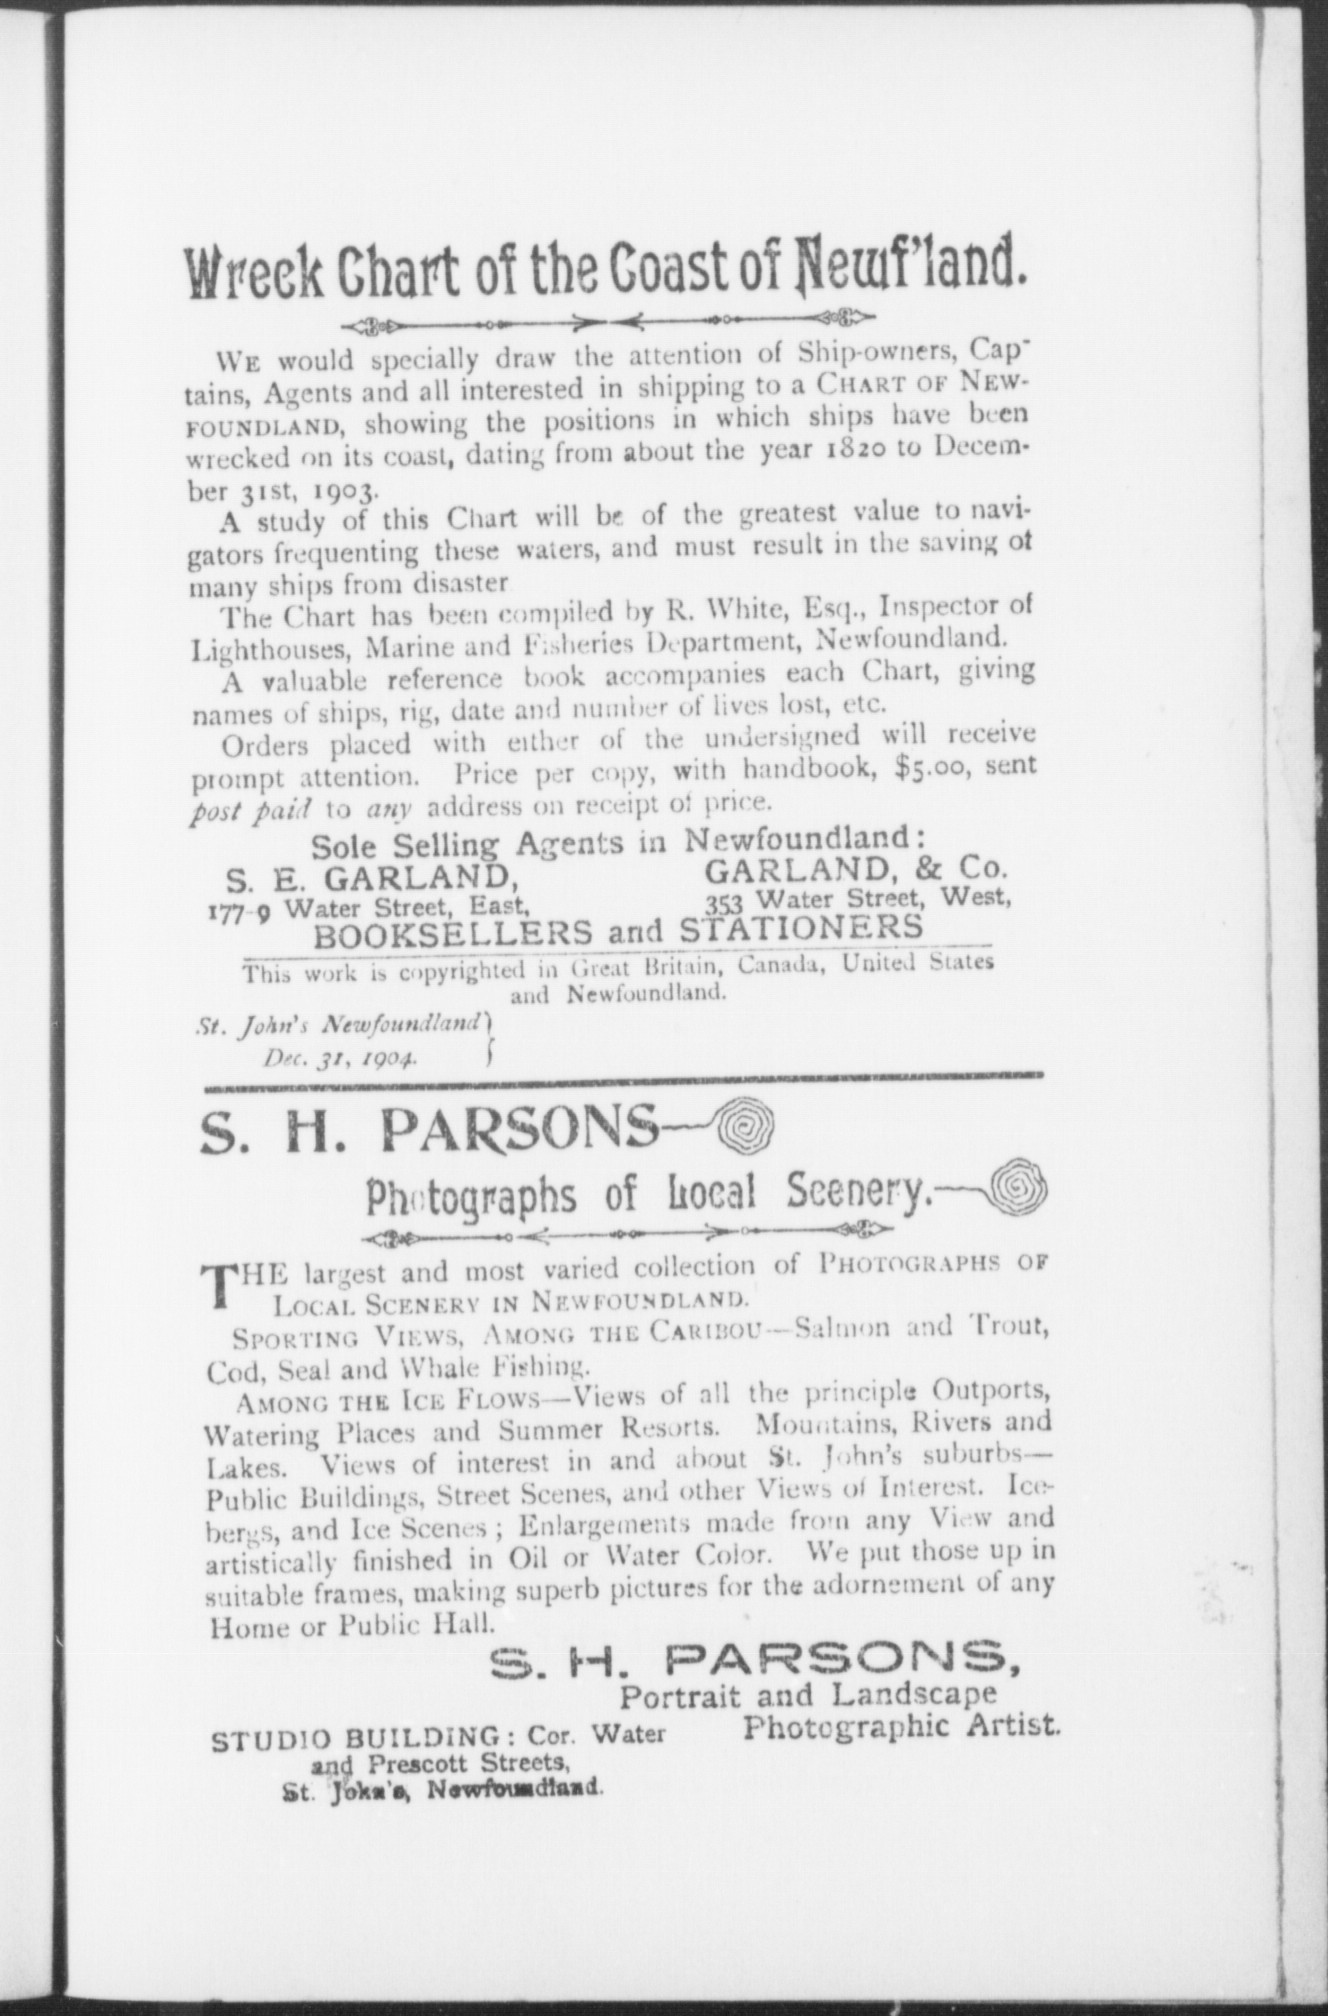 Wreck Chart of the Coast of Newf'land.
WE would specially draw the attention of Ship-owners, Cap-
tains, Agents and all interested in shipping to a CHART OF NEW-
FOUNDLAND, showing the positions in which ships have been
wrecked on its coast, dating from about the year 1820 to Decem-
ber 31st, 1903.
A study of this Chart will be of the greatest value to navi-
gators frequenting these waters, and must result in the saving of
many ships from disaster
The Chart has been compiled by R. White, Esq., Inspector of
Lighthouses, Marine and Fisheries Department, Newfoundland.
A valuable reference book accompanies each Chart, giving
names of ships, rig, date and number of lives lost, etc.
Orders placed with either of the undersigned will receive
prompt attention. Price per copy, with handbook, $5.00, sent
post paid to any address on receipt of price.
Sole Selling Agents in Newfoundland:
S. E. GARLAND, GARLAND, & Co.
177-9 Water Street, East, 353 Water Street, West,
BOOKSELLERS and STATIONERS
This work is copyrighted in Great Britain, Canada, United States
and Newfoundland.
St. John's Newfoundland }
Dec. 31, 1904.
S. H. PARSONS—
Photographs of Local Scenery.—
THE largest and most varied collection of PHOTOGRAPHS OF
LOCAL SCENERY IN NEWFOUNDLAND.
SPORTING VIEWS, AMONG THE CARIBOU—Salmon and Trout,
Cod, Seal and Whale Fishing.
AMONG THE ICE FLOWS—Views of all the principle Outports,
Watering Places and Summer Resorts. Mountains, Rivers and
Lakes. Views of interest in and about St. John's suburbs—
Public Buildings, Street Scenes, and other Views of Interest. Ice-
bergs, and Ice Scenes; Enlargements made from any View and
artistically finished in Oil or Water Color. We put those up in
suitable frames, making superb pictures for the adornement of any
Home or Public Hall.
S. H. PARSONS,
Portrait and Landscape
Photographic Artist.
STUDIO BUILDING: Cor. Water
and Prescott Streets,
St. John's, Newfoundland.